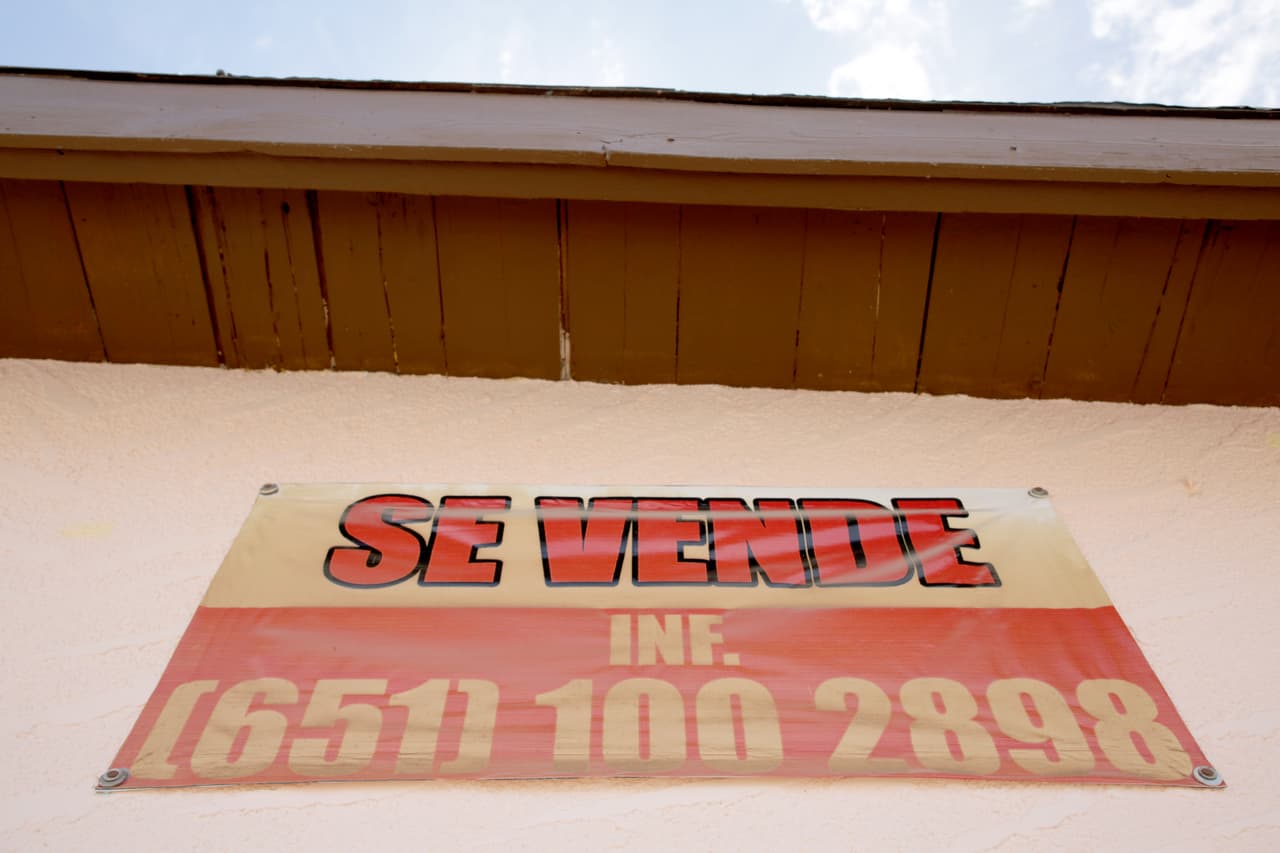 SE VENDE
INF.
(651) 100 2898